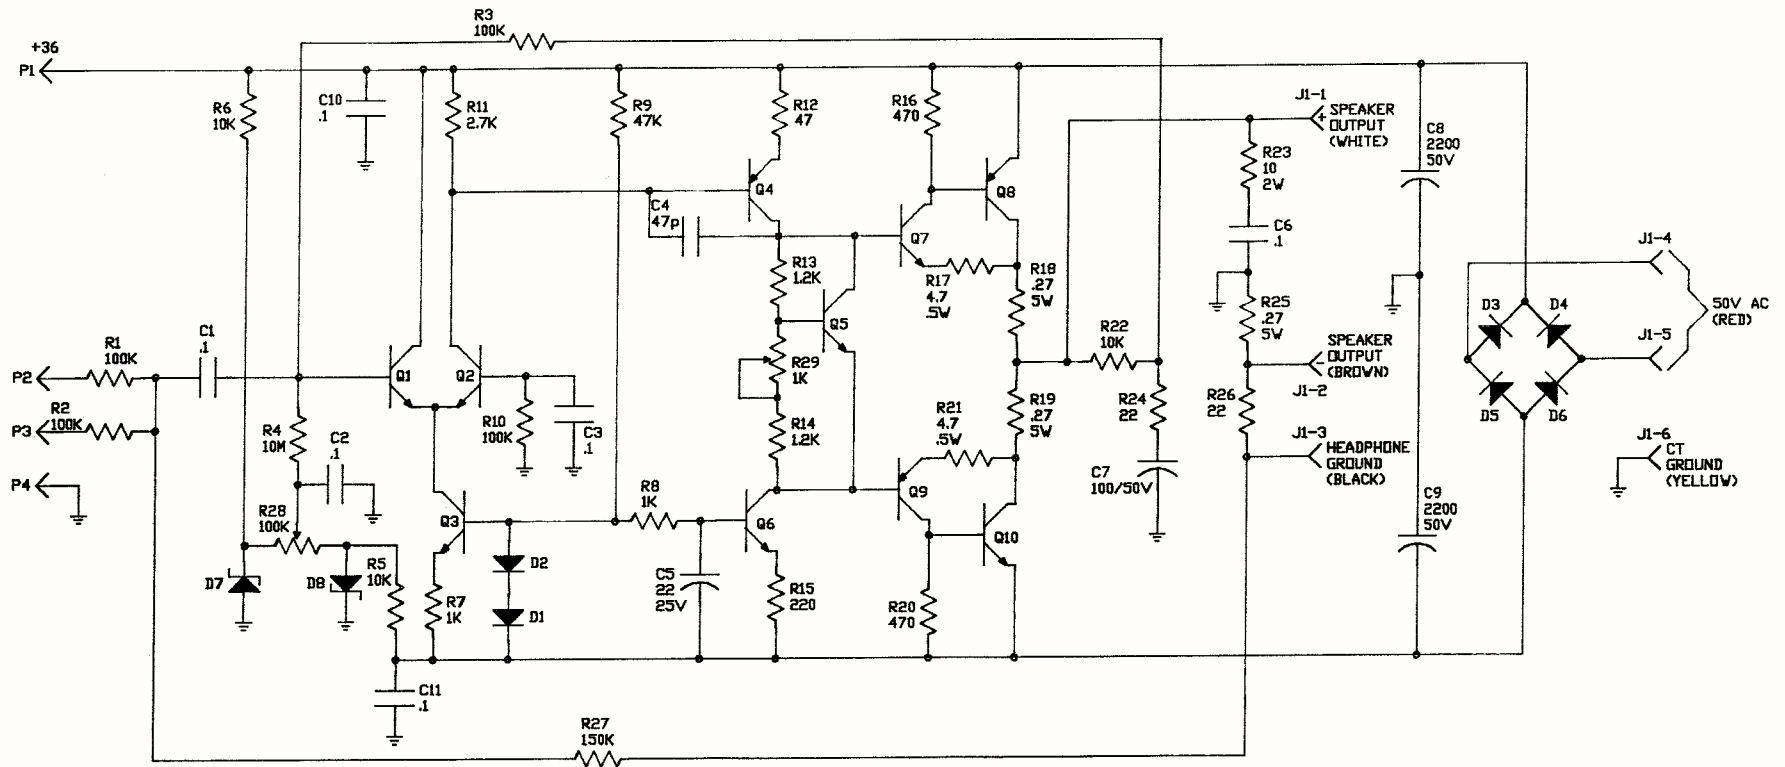 R3
100K
+36
P1
R6
10K
C10
.1
R11
2.7K
R9
47K
R12
47
R16
470
J1-1
+
SPEAKER
OUTPUT
(WHITE)
C8
2200
50V
R23
10
2W
Q4
Q8
C4
47p
C6
.1
Q7
J1-4
R13
1.2K
R17
4.7
.5W
R18
.27
5W
R25
.27
5W
D3
D4
50V AC
(RED)
Q5
R22
10K
J1-5
C1
.1
R1
100K
SPEAKER
OUTPUT
(BROWN)
-
J1-2
P2
Q1
Q2
R29
1K
R2
100K
P3
R4
10M
C2
.1
R10
100K
C3
.1
R14
1.2K
R21
4.7
.5W
R19
.27
5W
R24
22
R26
22
D5
D6
J1-3
HEADPHONE
GROUND
(BLACK)
J1-6
CT
GROUND
(YELLOW)
P4
C7
100/50V
R28
100K
Q3
R8
1K
Q6
Q9
Q10
C9
2200
50V
D7
D8
R5
10K
D2
R7
1K
D1
C5
22
25V
R15
220
R20
470
C11
.1
R27
150K